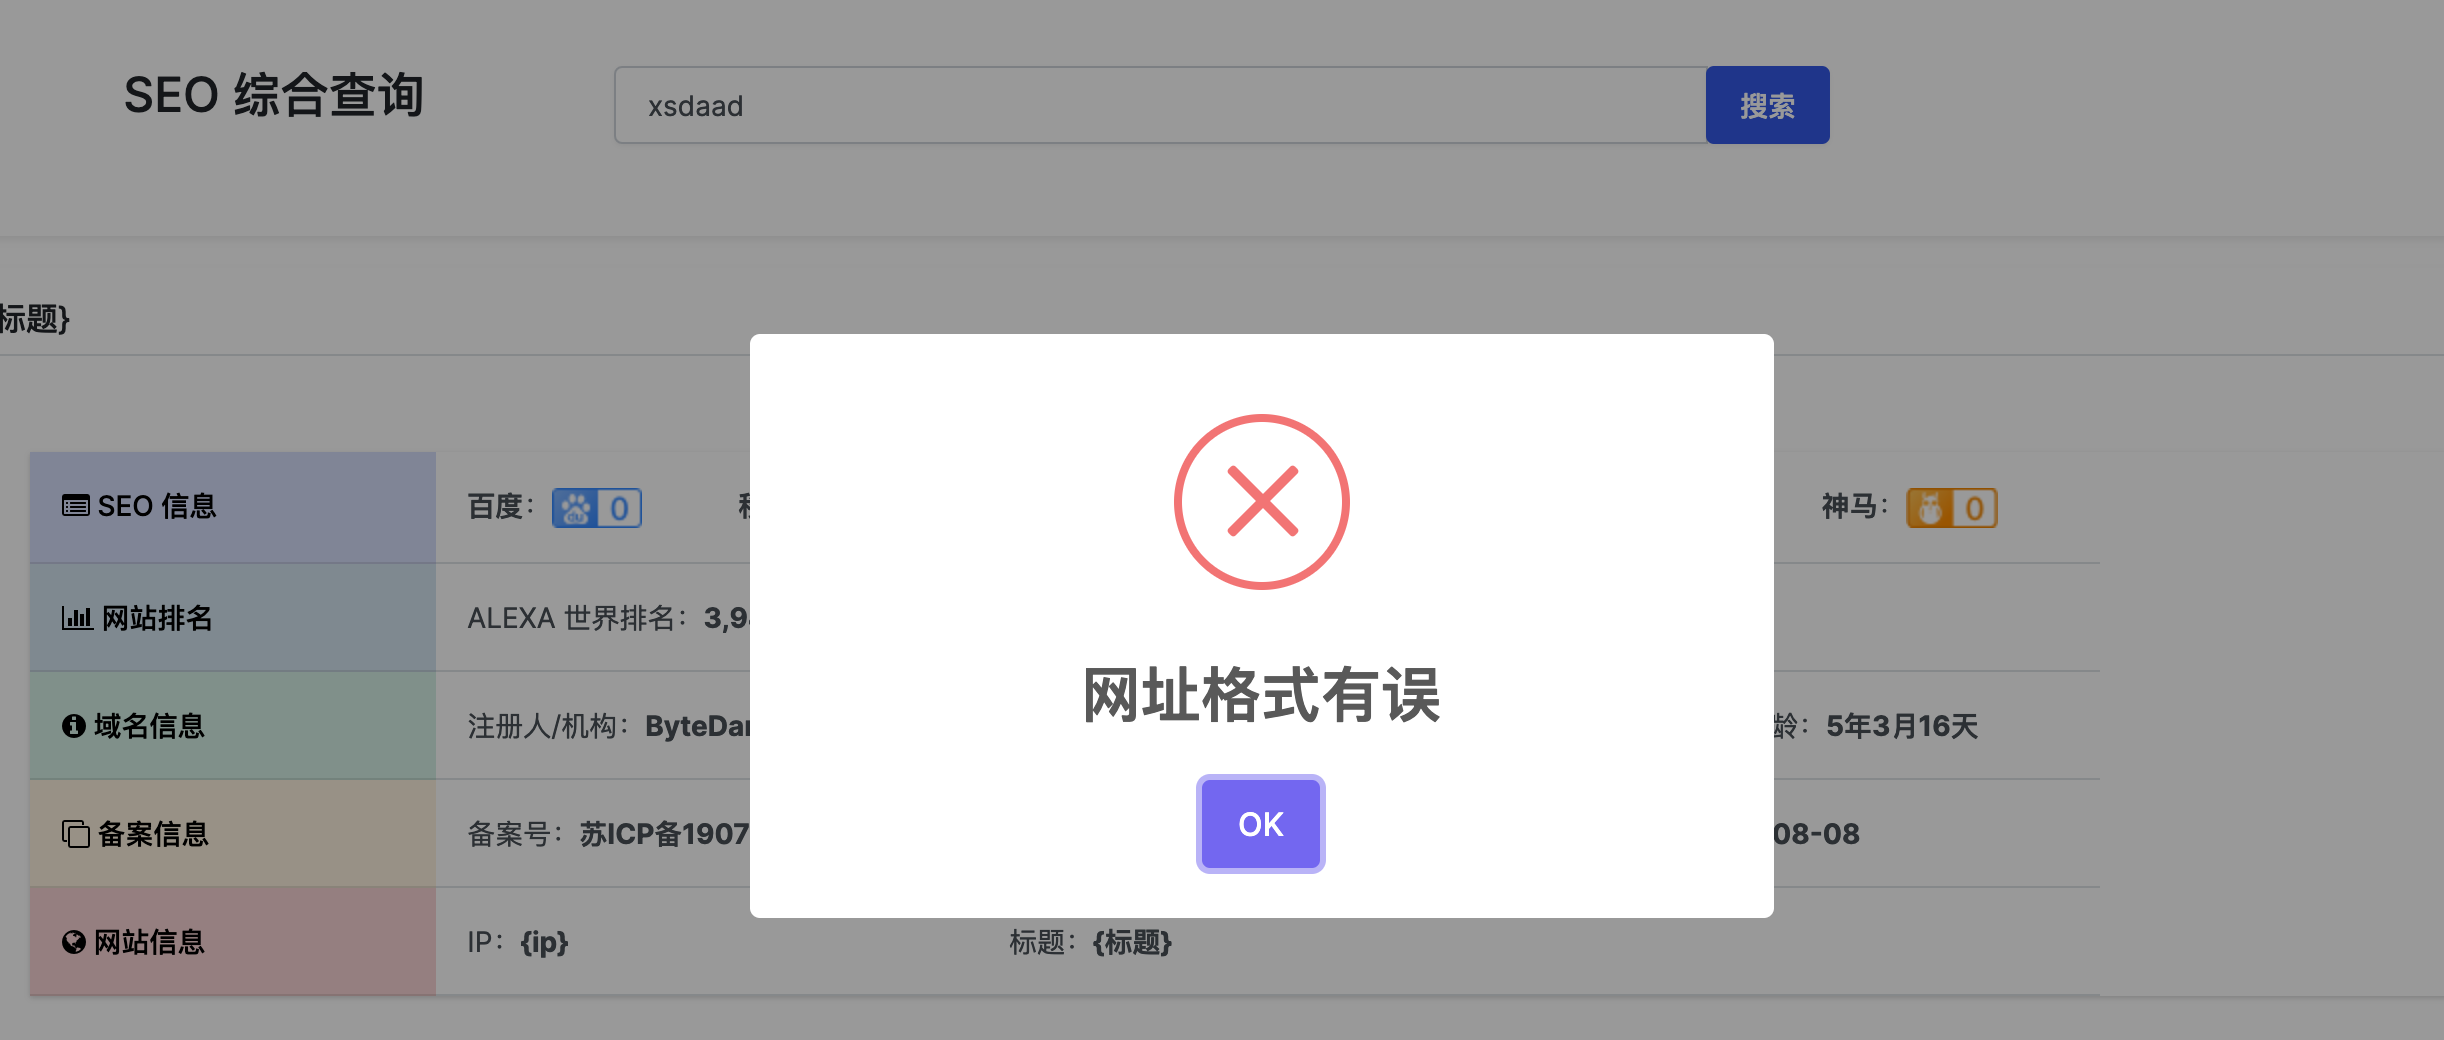 SEO 综合查询
xsdaad
搜索
标题}
SEO 信息
百度：
du 0
神马：
0
网站排名
ALEXA 世界排名：3,9
域名信息
注册人/机构：ByteDa
龄：5年3月16天
备案信息
备案号：苏ICP备1907
08-08
网站信息
IP：{ip}
标题：{标题}
网址格式有误
OK